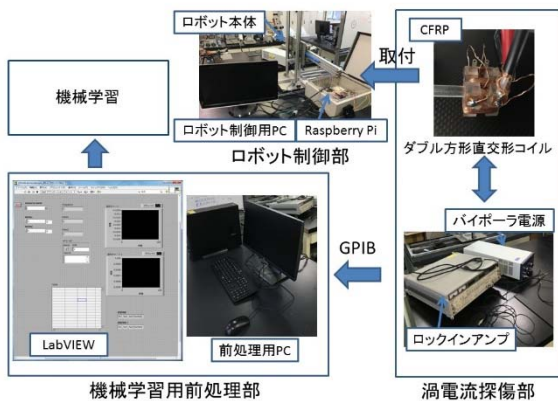 ロボット本体
CFRP
取付
機械学習
ロボット制御用PC
Raspberry Pi
ロボット制御部
ダブル方形直交形コイル
バイポーラ電源
GPIB
LabVIEW
前処理用PC
ロックインアンプ
機械学習用前処理部
渦電流探傷部